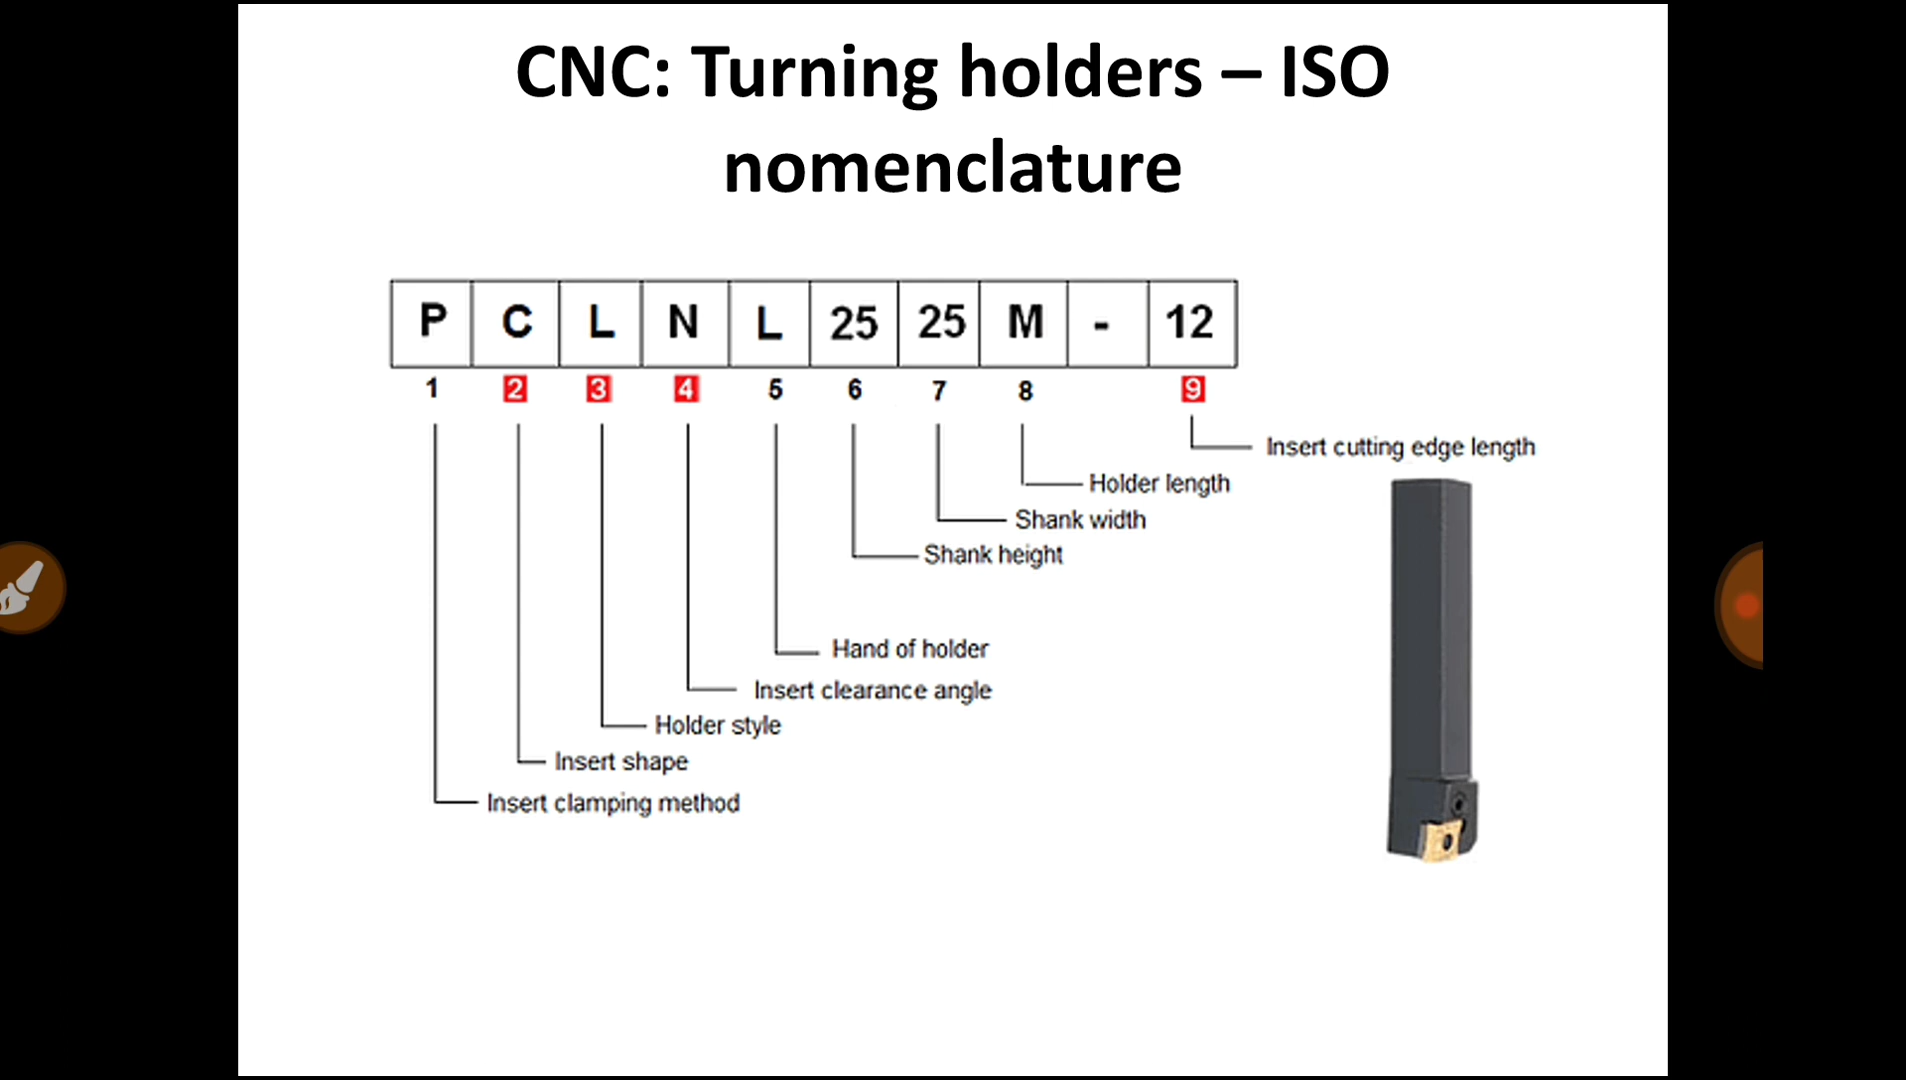 CNC: Turning holders – ISO
nomenclature
P C L N L 25 25 M - 12
1 2 3 4 5 6 7 8 9
Insert cutting edge length
Holder length
Shank width
Shank height
Hand of holder
Insert clearance angle
Holder style
Insert shape
Insert clamping method